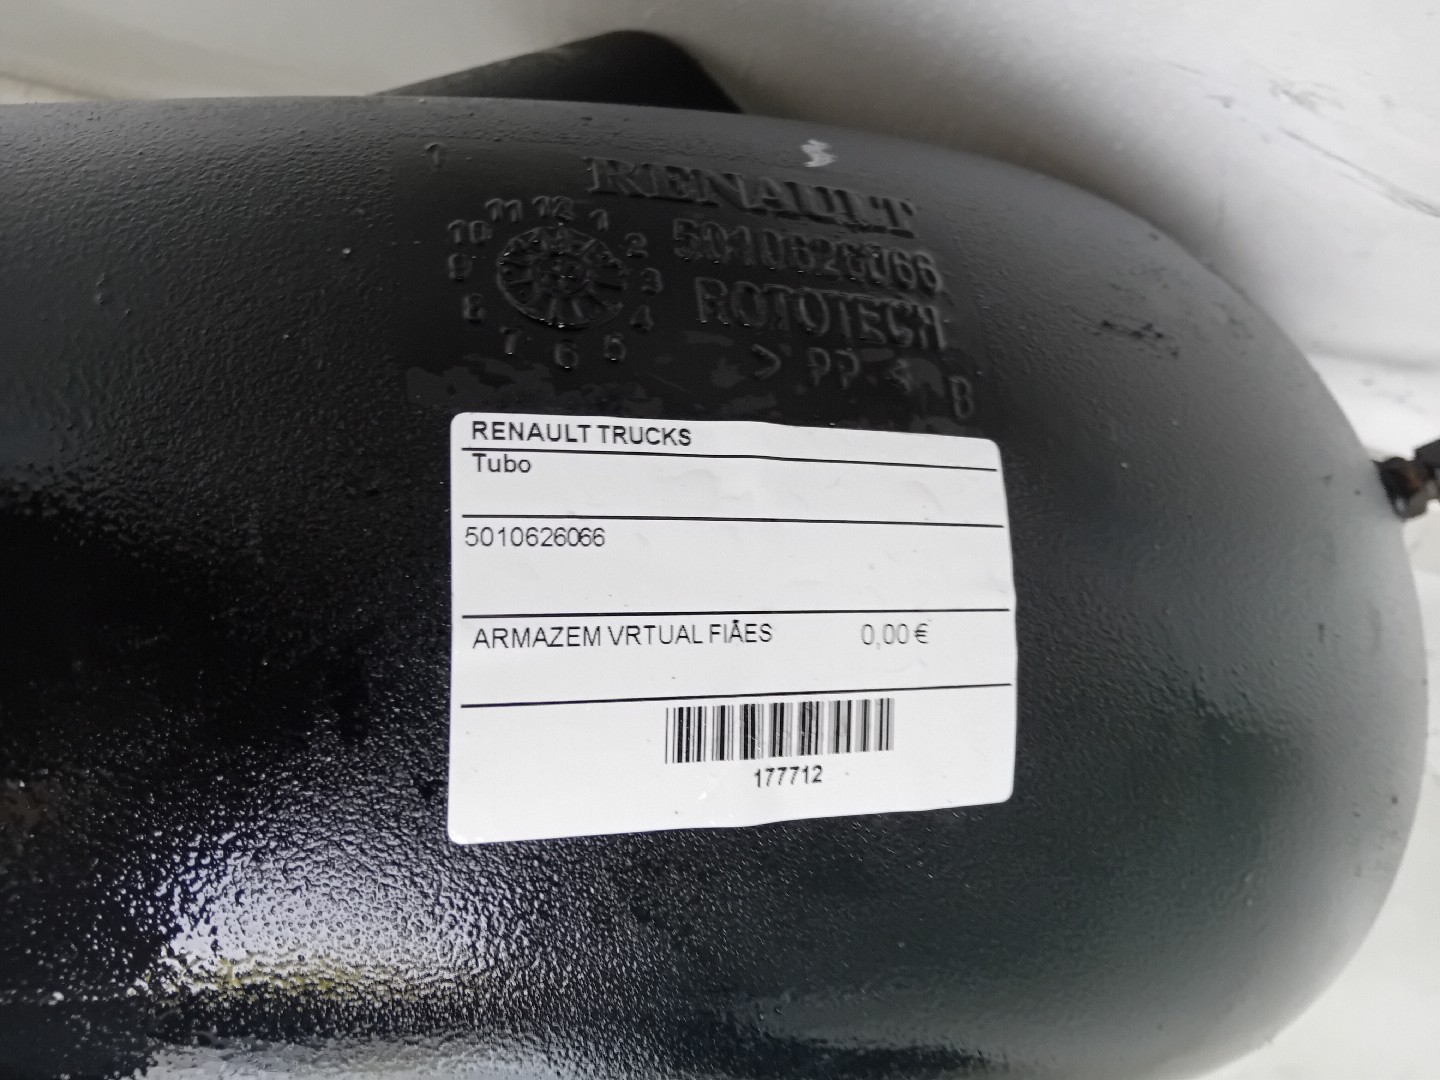 RENAULT
5010626066
ROTOTECH
> PP <
B
11 12 1
10 2
9 3
8 4
7 6 5
RENAULT TRUCKS
Tubo
5010626066
ARMAZEM VRTUAL FIÃES 0,00 €
177712